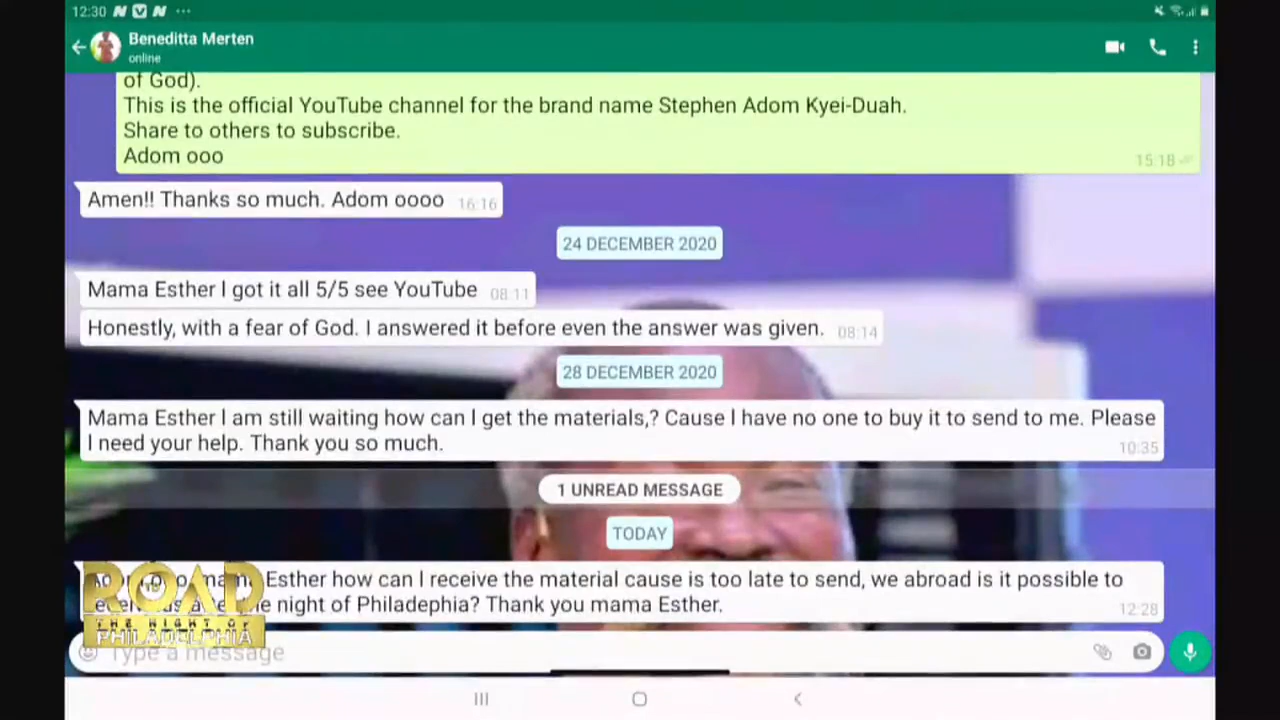 12:30
Beneditta Merten
online
of God).
This is the official YouTube channel for the brand name Stephen Adom Kyei-Duah.
Share to others to subscribe.
Adom ooo
15:18
Amen!! Thanks so much. Adom oooo 16:16
24 DECEMBER 2020
Mama Esther I got it all 5/5 see YouTube 08:11
Honestly, with a fear of God. I answered it before even the answer was given. 08:14
28 DECEMBER 2020
Mama Esther I am still waiting how can I get the materials,? Cause I have no one to buy it to send to me. Please
I need your help. Thank you so much.
10:35
1 UNREAD MESSAGE
TODAY
Esther how can I receive the material cause is too late to send, we abroad is it possible to
night of Philadephia? Thank you mama Esther.
12:28
ROAD
THE NIGHT OF
PHILADELPHIA
Type a message